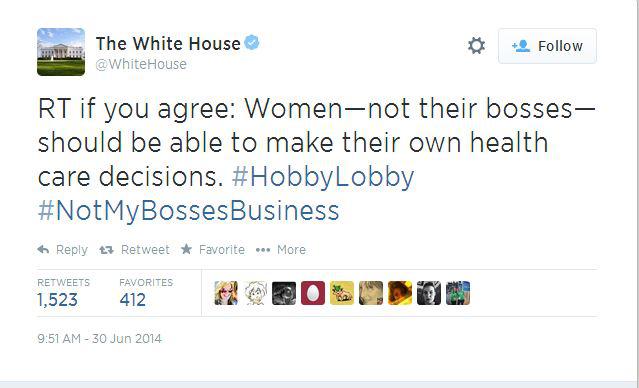 The White House
@WhiteHouse
Follow
RT if you agree: Women—not their bosses—
should be able to make their own health
care decisions. #HobbyLobby
#NotMyBossesBusiness
Reply Retweet Favorite More
RETWEETS FAVORITES
1,523 412
9:51 AM - 30 Jun 2014